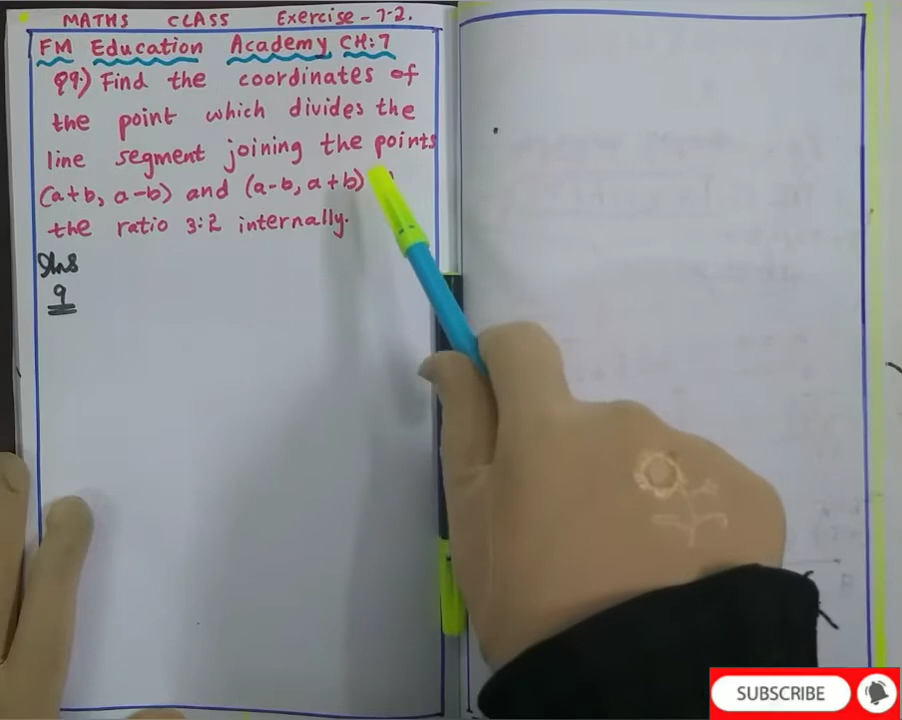 MATHS CLASS Exercise-7.2.
FM Education Academy CH:7
Q9:) Find the coordinates of
the point which divides the
line segment joining the points
(a+b, a-b) and (a-b, a+b)
the ratio 3:2 internally.
Ans
9
SUBSCRIBE